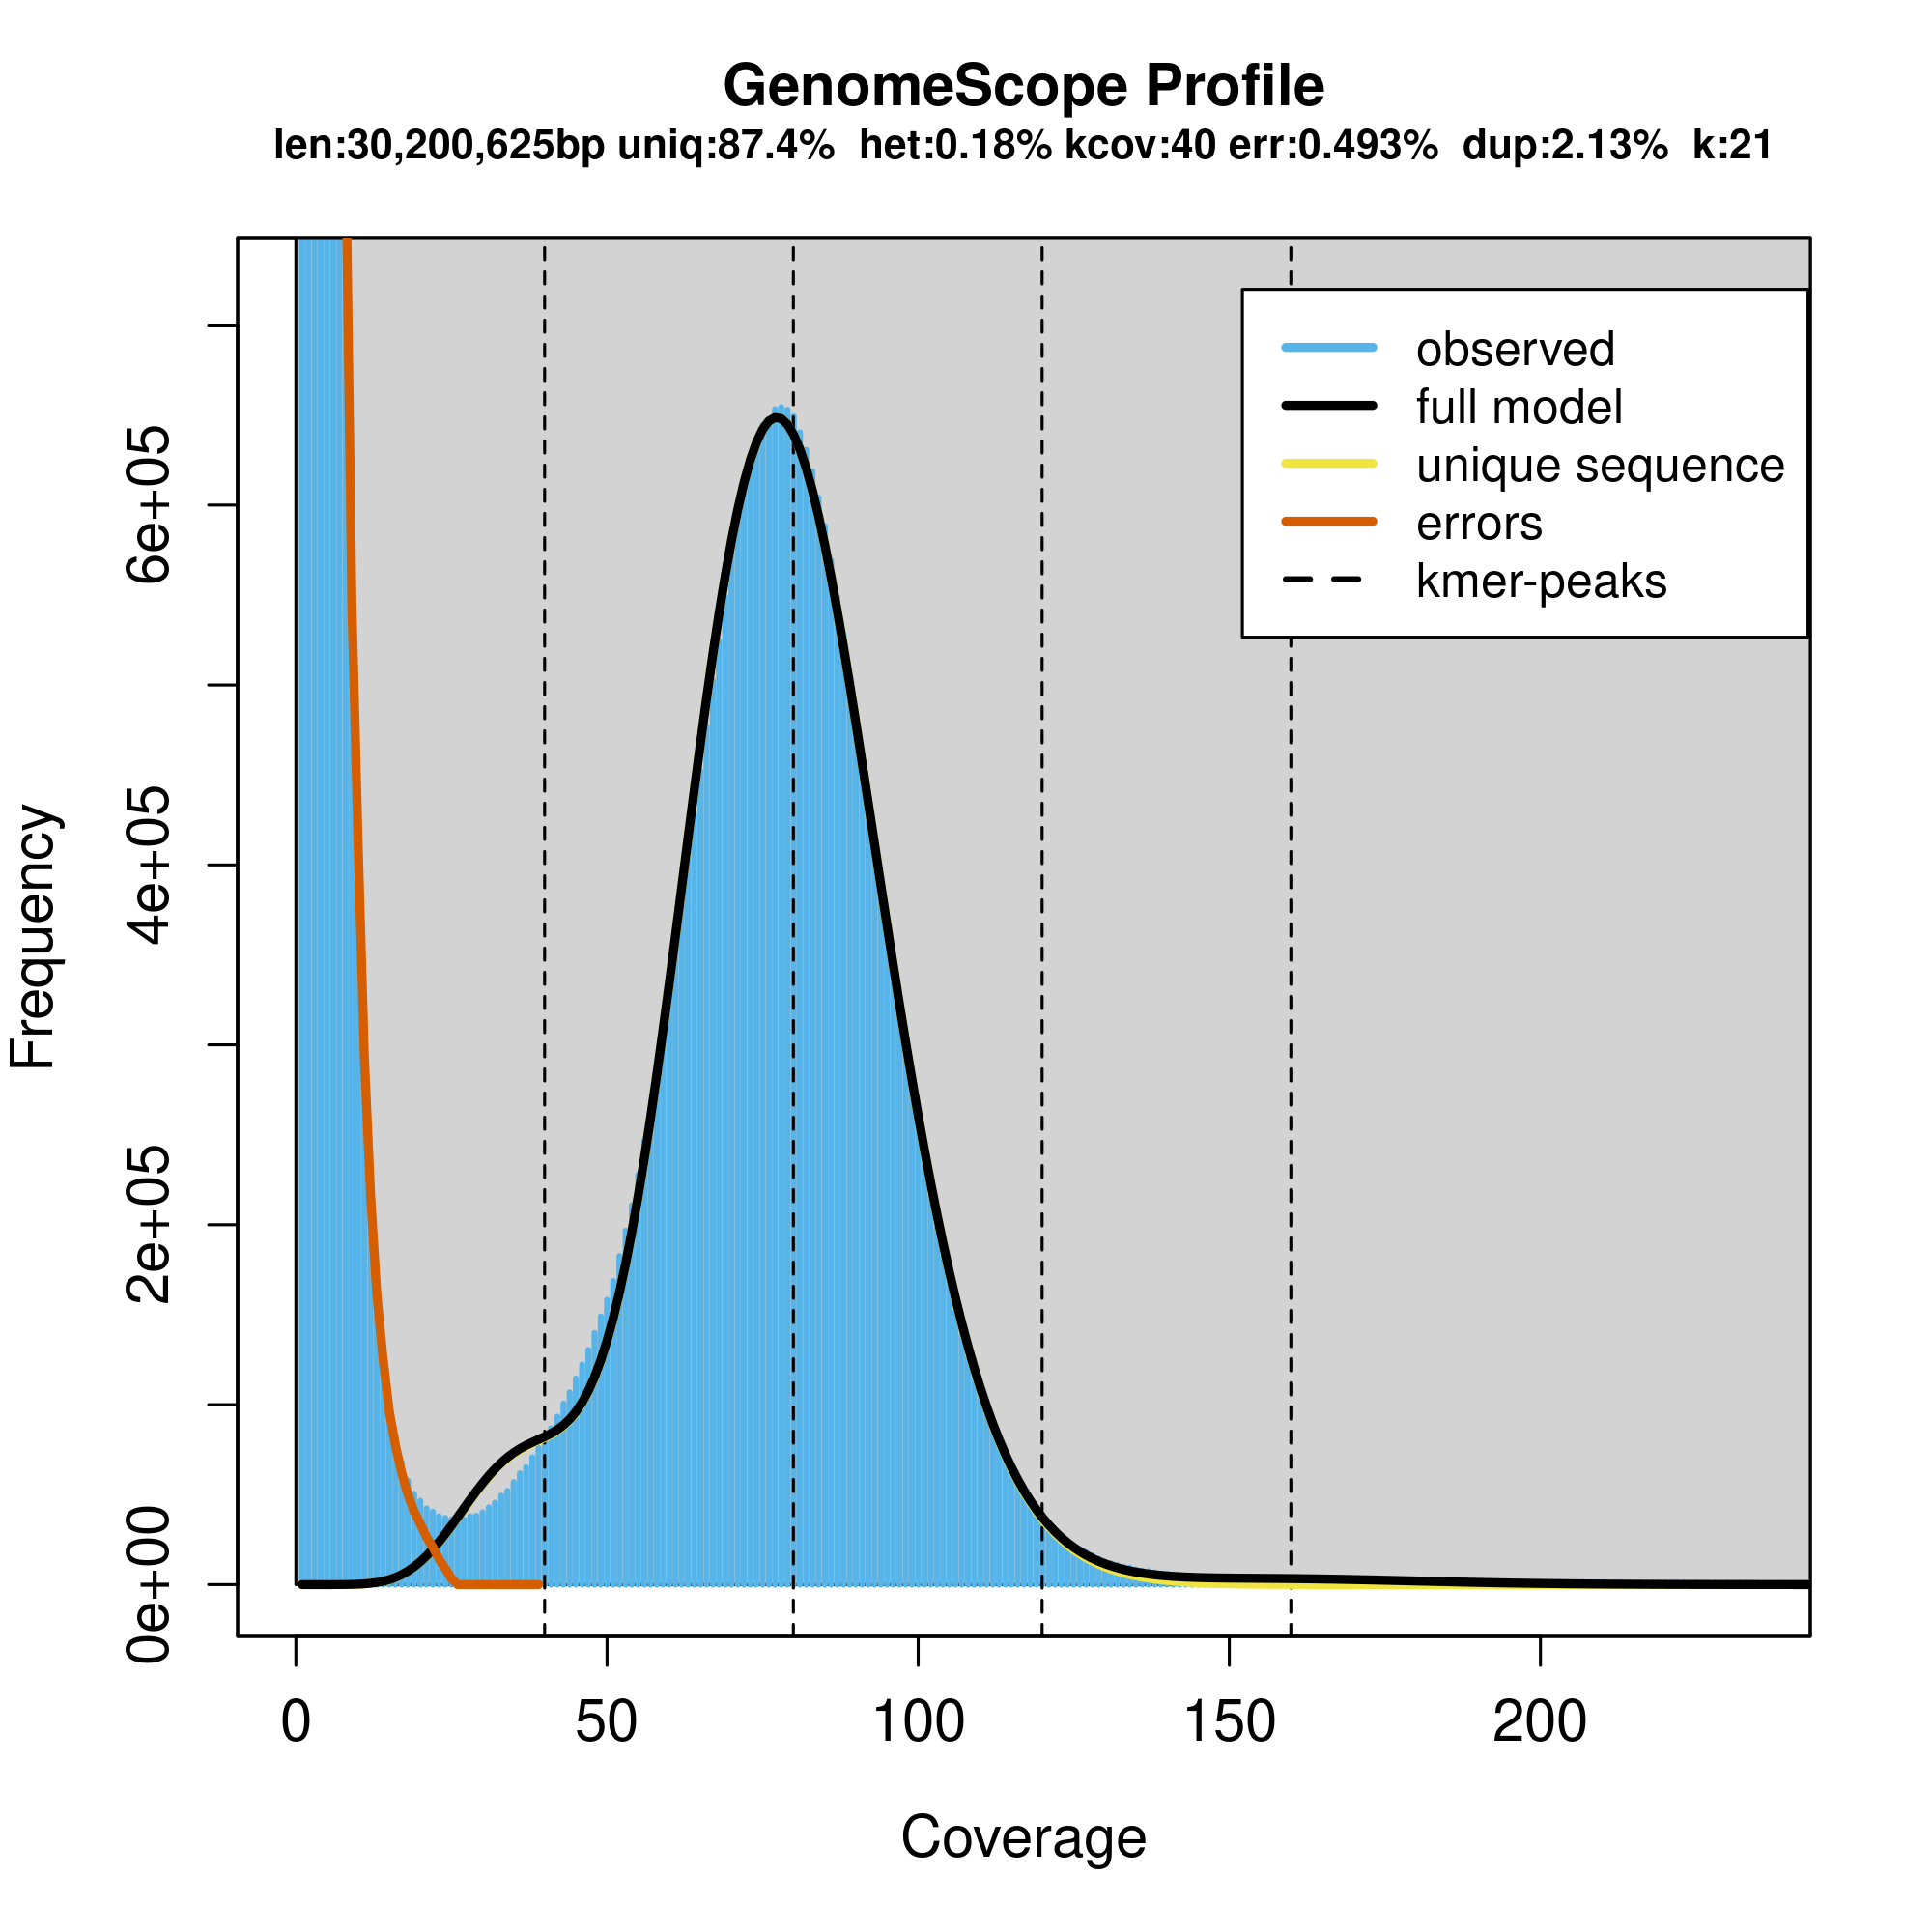 GenomeScope Profile
len:30,200,625bp uniq:87.4%  het:0.18% kcov:40 err:0.493%  dup:2.13%  k:21
observed
full model
unique sequence
errors
kmer-peaks
Frequency
6e+05
4e+05
2e+05
0e+00
0 50 100 150 200
Coverage